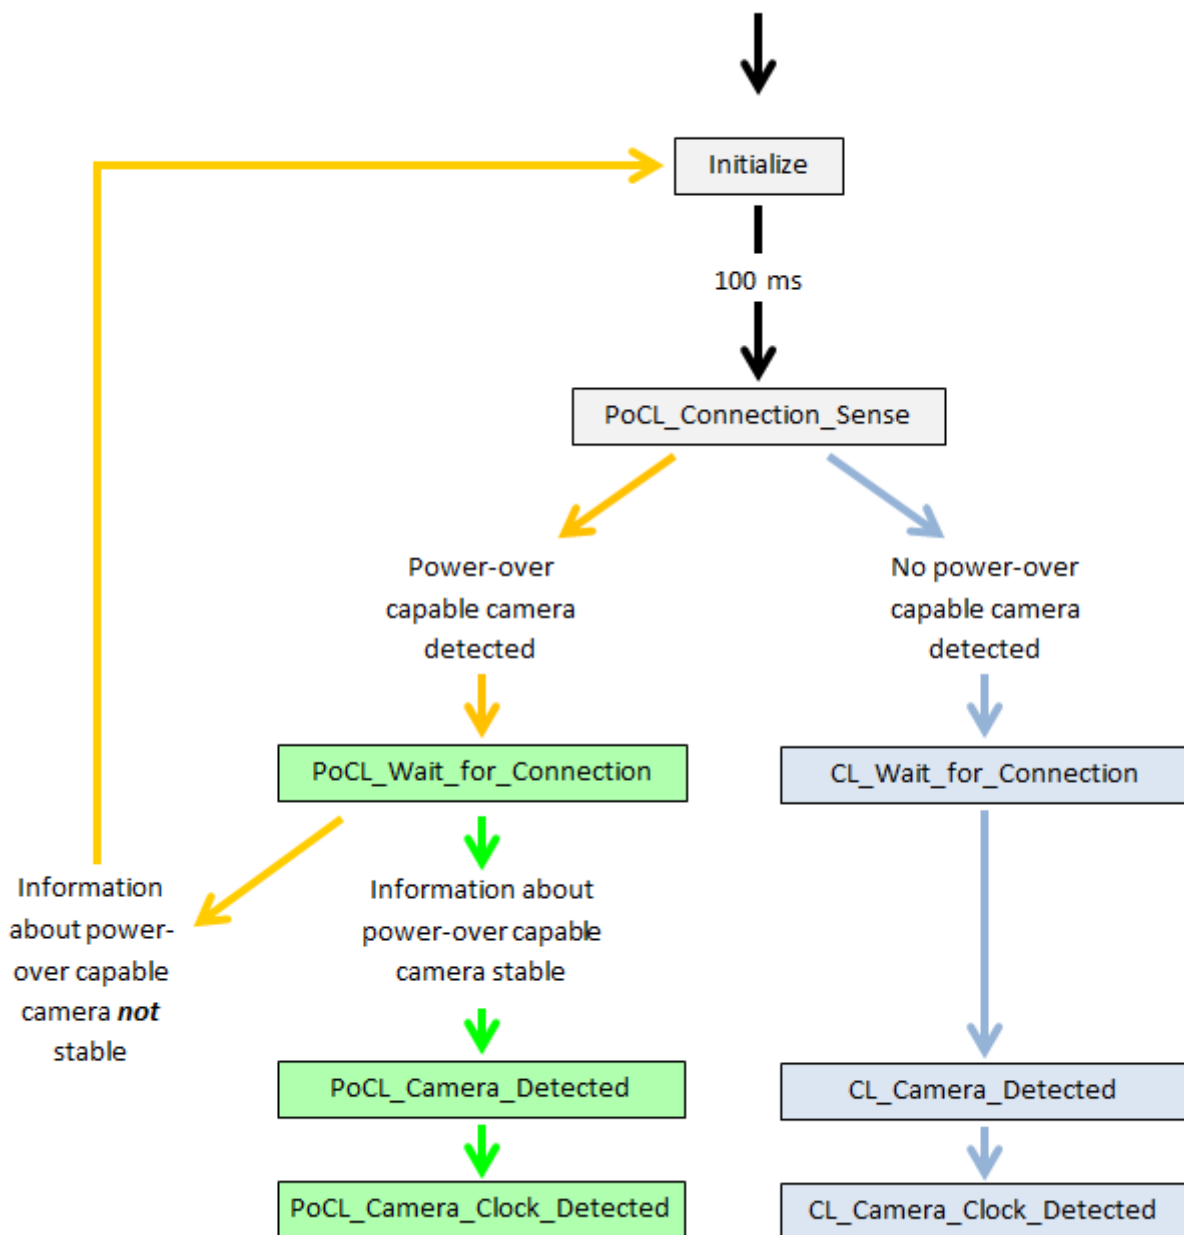 Initialize
100 ms
PoCL_Connection_Sense
Power-over
capable camera
detected
No power-over
capable camera
detected
PoCL_Wait_for_Connection
CL_Wait_for_Connection
Information
about power-
over capable
camera not
stable
Information about
power-over capable
camera stable
PoCL_Camera_Detected
CL_Camera_Detected
PoCL_Camera_Clock_Detected
CL_Camera_Clock_Detected